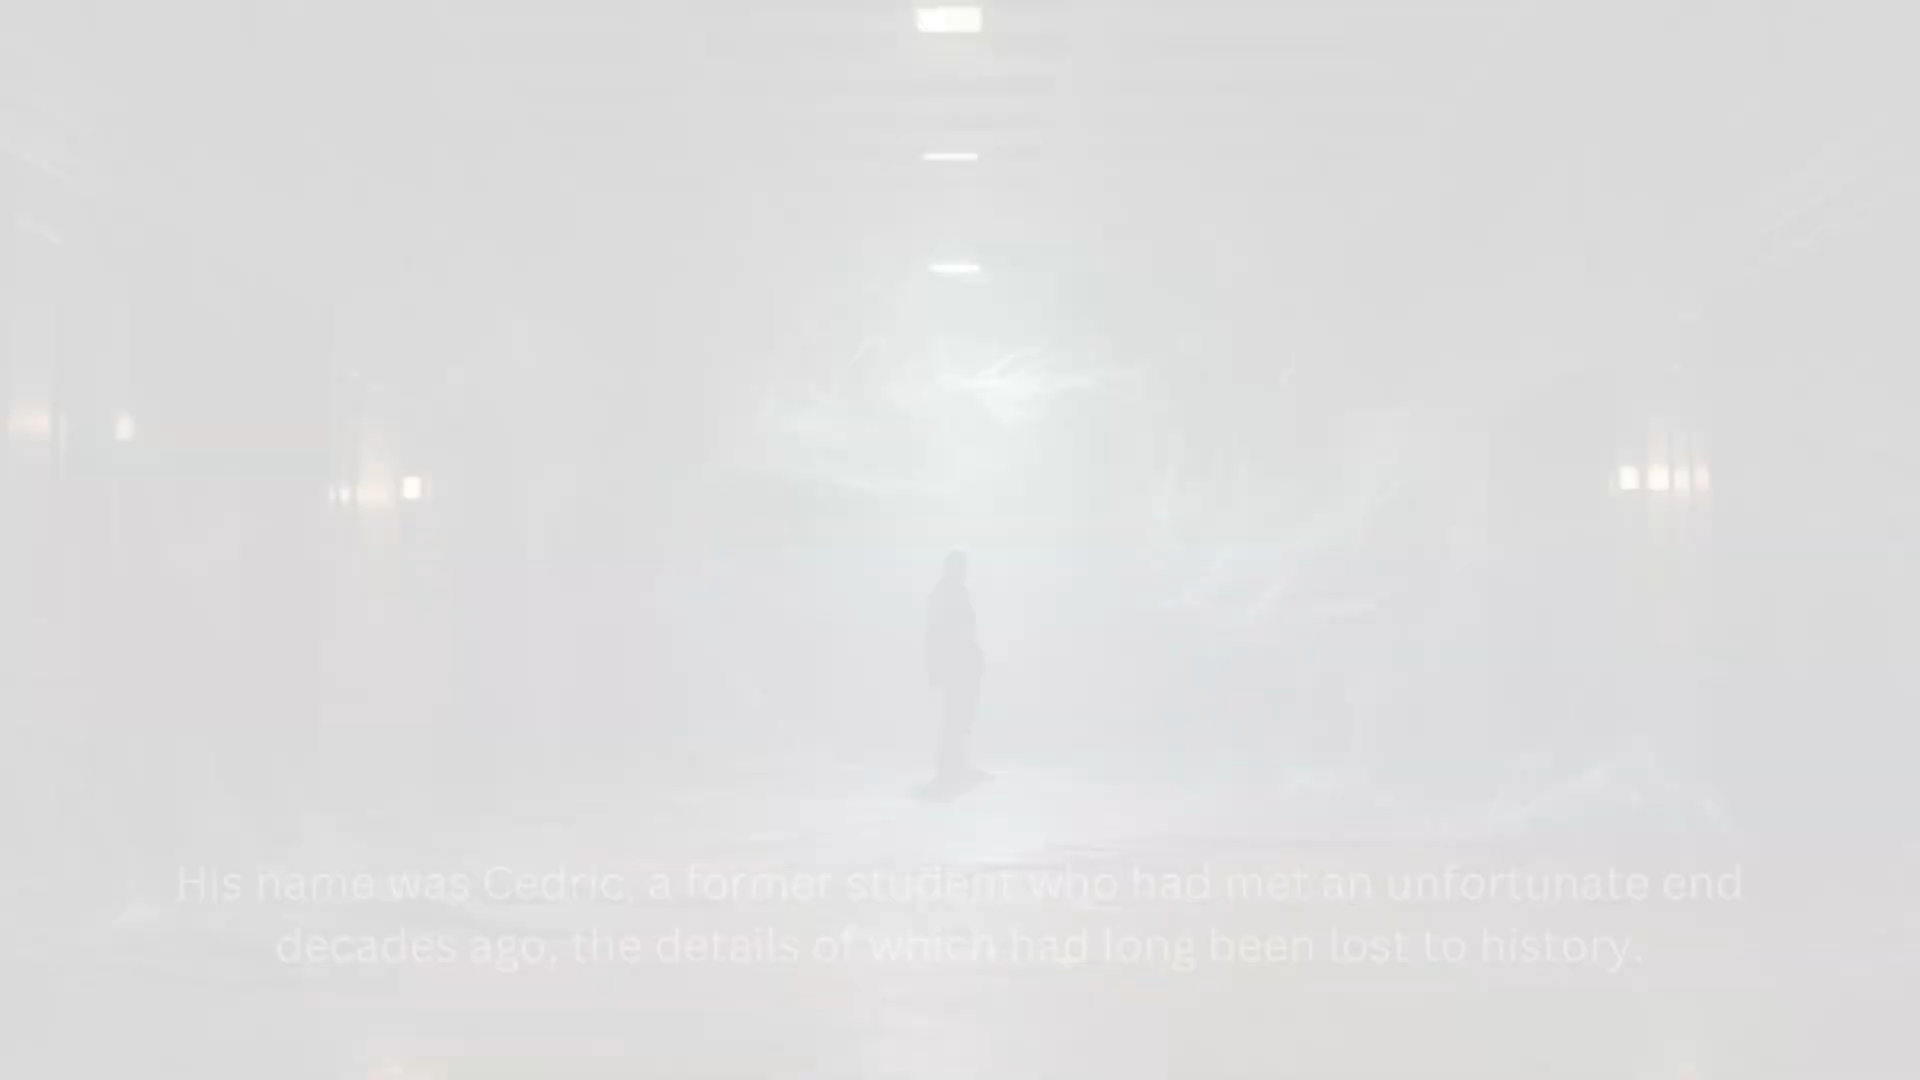 His name was Cedric, a former student who had met an unfortunate end
decades ago, the details of which had long been lost to history.